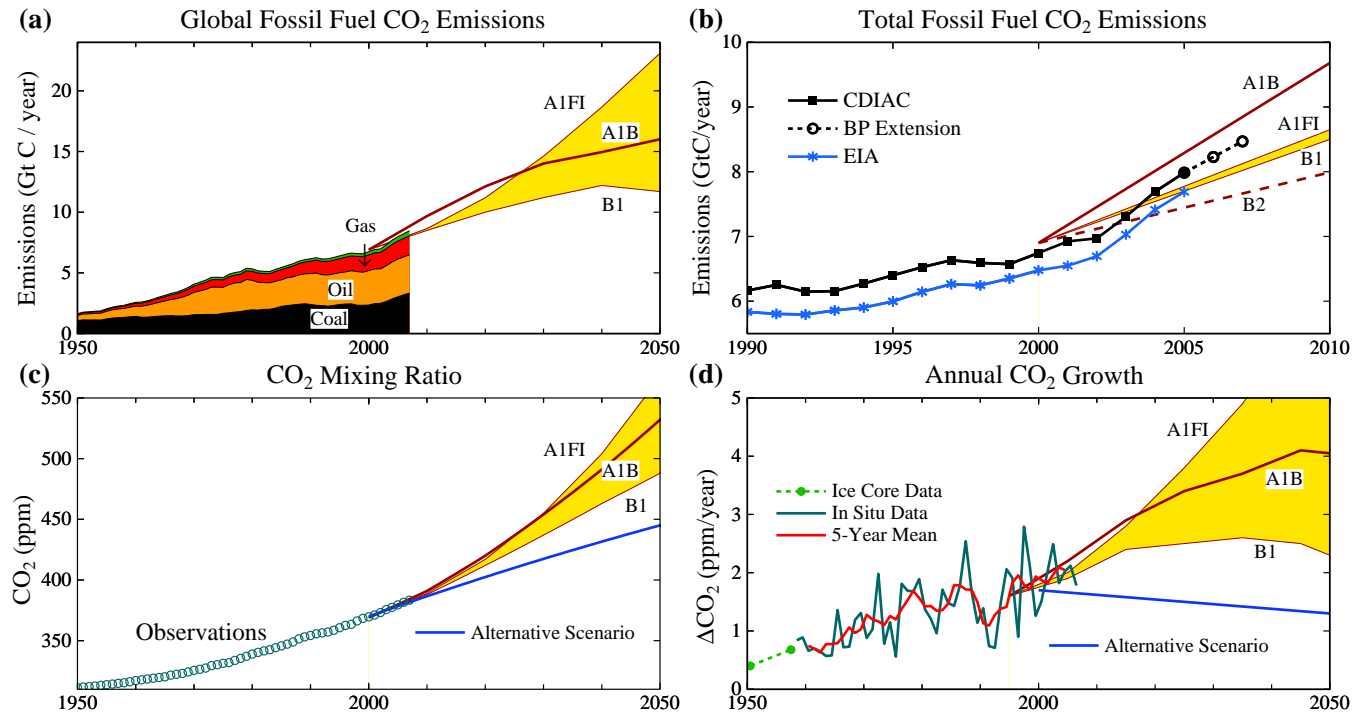 (a)
Global Fossil Fuel CO₂ Emissions
Emissions (Gt C / year)
20
15
10
5
0
A1FI
A1B
B1
Gas
Oil
Coal
1950
2000
2050
(b)
Total Fossil Fuel CO₂ Emissions
Emissions (GtC/year)
10
9
8
7
6
CDIAC
BP Extension
EIA
A1B
A1FI
B1
B2
1990
1995
2000
2005
2010
(c)
CO₂ Mixing Ratio
CO₂ (ppm)
550
500
450
400
350
A1FI
A1B
B1
Observations
Alternative Scenario
1950
2000
2050
(d)
Annual CO₂ Growth
ΔCO₂ (ppm/year)
5
4
3
2
1
0
A1FI
A1B
B1
Ice Core Data
In Situ Data
5-Year Mean
Alternative Scenario
1950
2000
2050